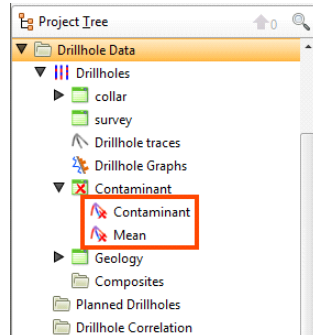 Project Tree 0
Drillhole Data
Drillholes
collar
survey
Drillhole traces
Drillhole Graphs
Contaminant
Contaminant
Mean
Geology
Composites
Planned Drillholes
Drillhole Correlation